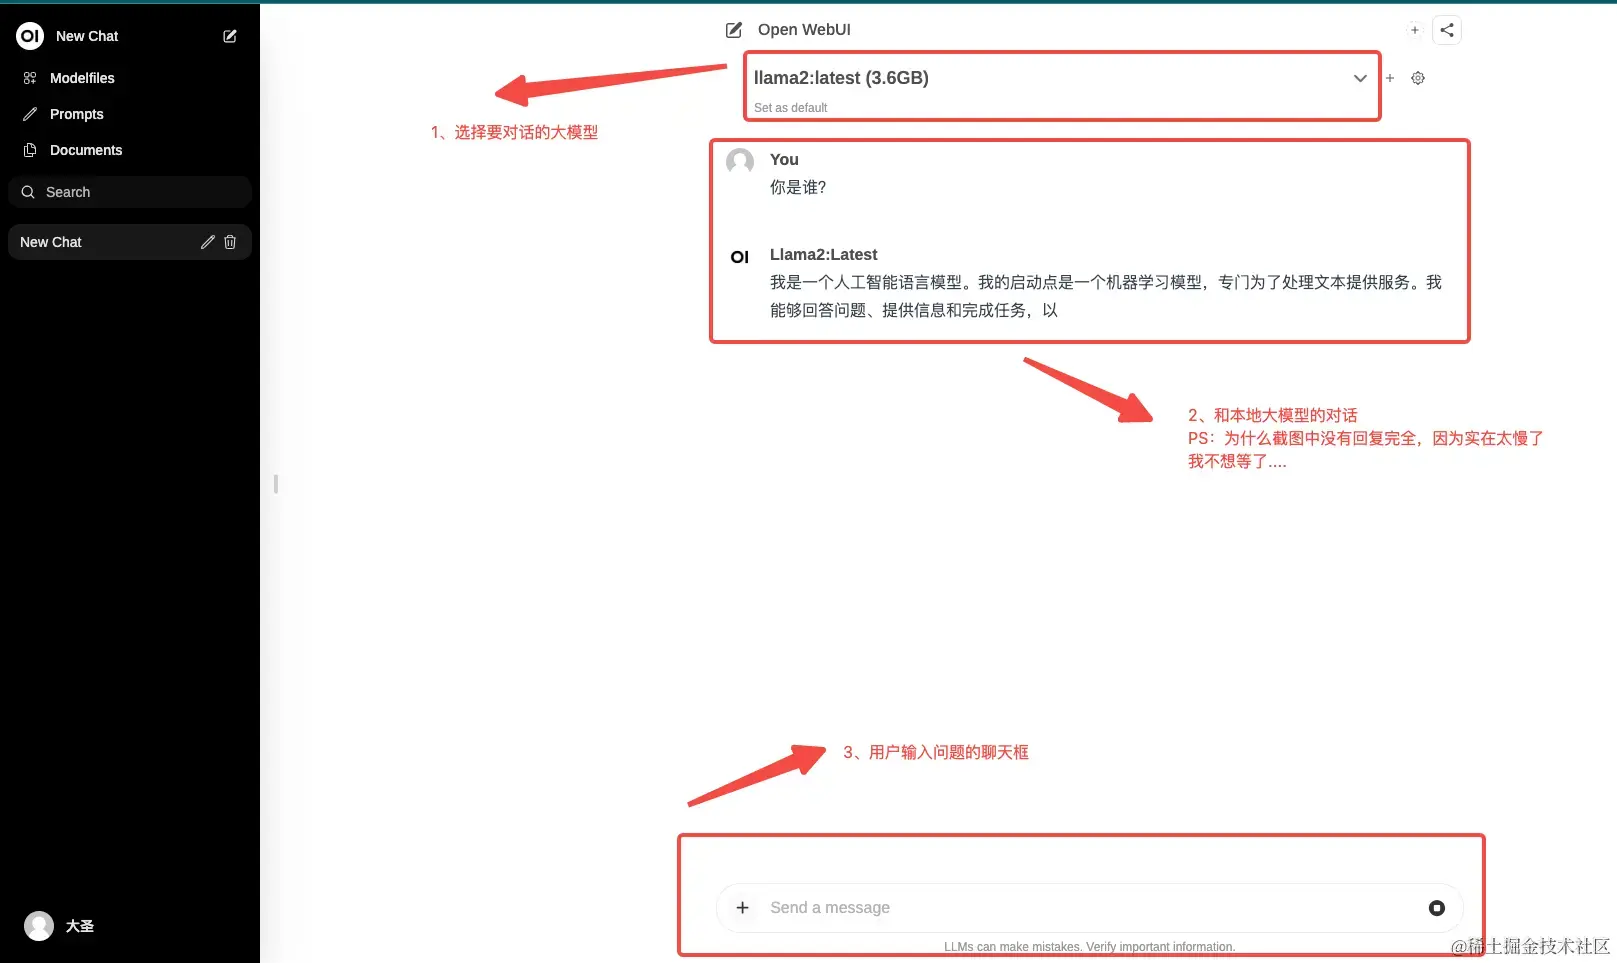 OI New Chat
Modelfiles
Prompts
Documents
Search
New Chat
大圣
Open WebUI
llama2:latest (3.6GB)
Set as default
1、选择要对话的大模型
You
你是谁?
OI Llama2:Latest
我是一个人工智能语言模型。我的启动点是一个机器学习模型，专门为了处理文本提供服务。我
能够回答问题、提供信息和完成任务，以
2、和本地大模型的对话
PS：为什么截图中没有回复完全，因为实在太慢了
我不想等了....
3、用户输入问题的聊天框
Send a message
LLMs can make mistakes. Verify important information.
@稀土掘金技术社区